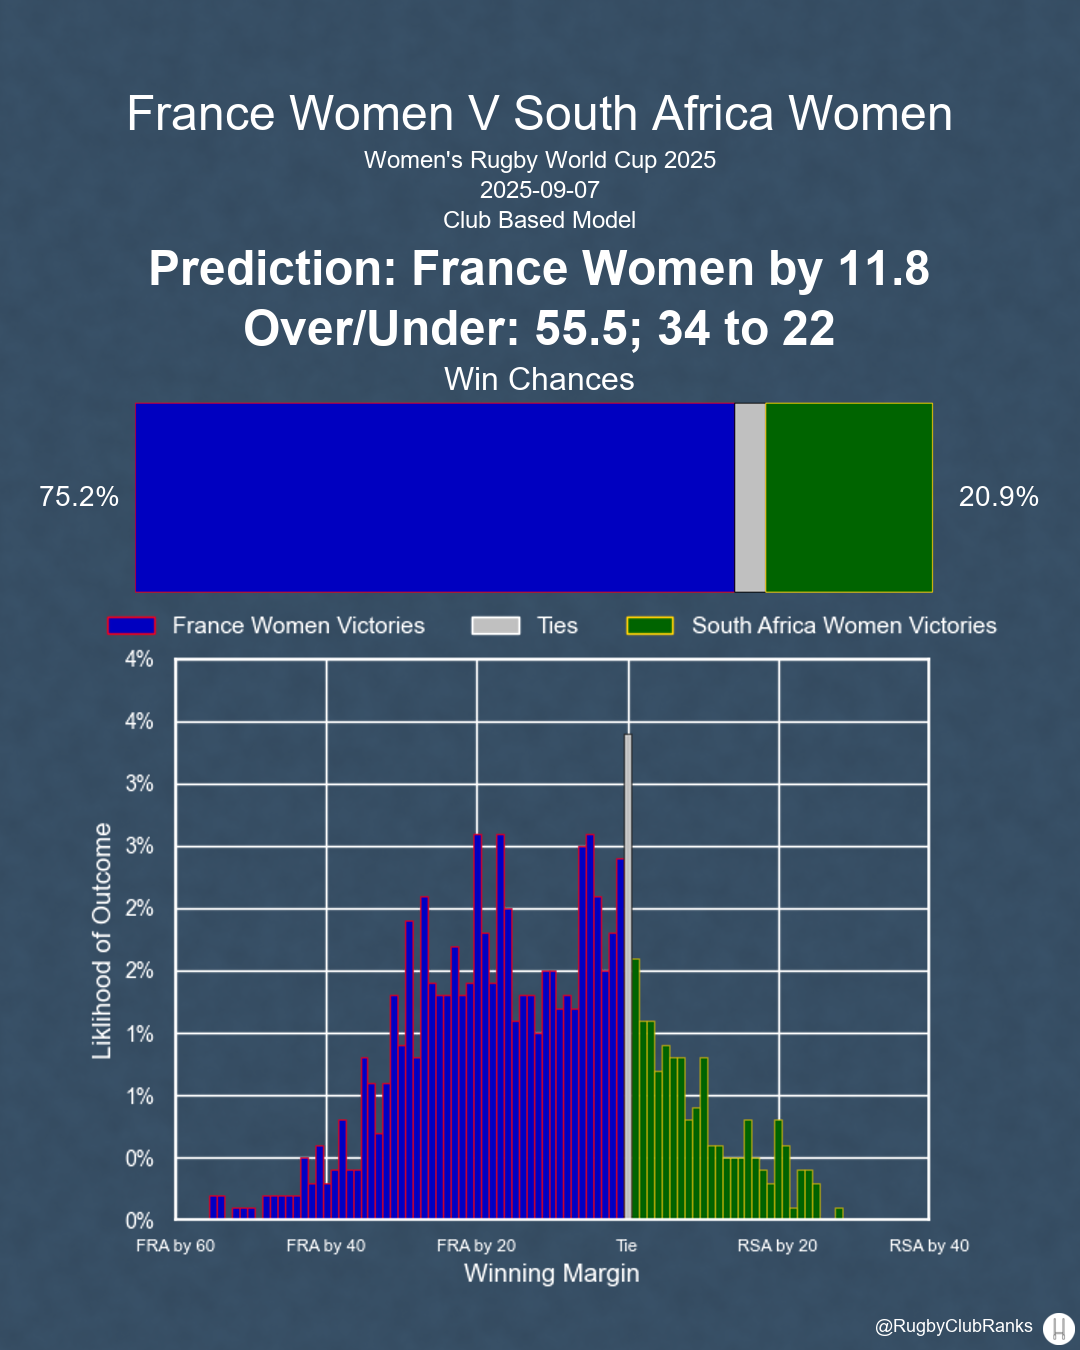 France Women V South Africa Women
Women's Rugby World Cup 2025
2025-09-07
Club Based Model
Prediction: France Women by 11.8
Over/Under: 55.5; 34 to 22
Win Chances
75.2%
20.9%
France Women Victories
Ties
South Africa Women Victories
4%
4%
3%
3%
2%
2%
1%
1%
0%
0%
Liklihood of Outcome
FRA by 60
FRA by 40
FRA by 20
Tie
RSA by 20
RSA by 40
Winning Margin
@RugbyClubRanks